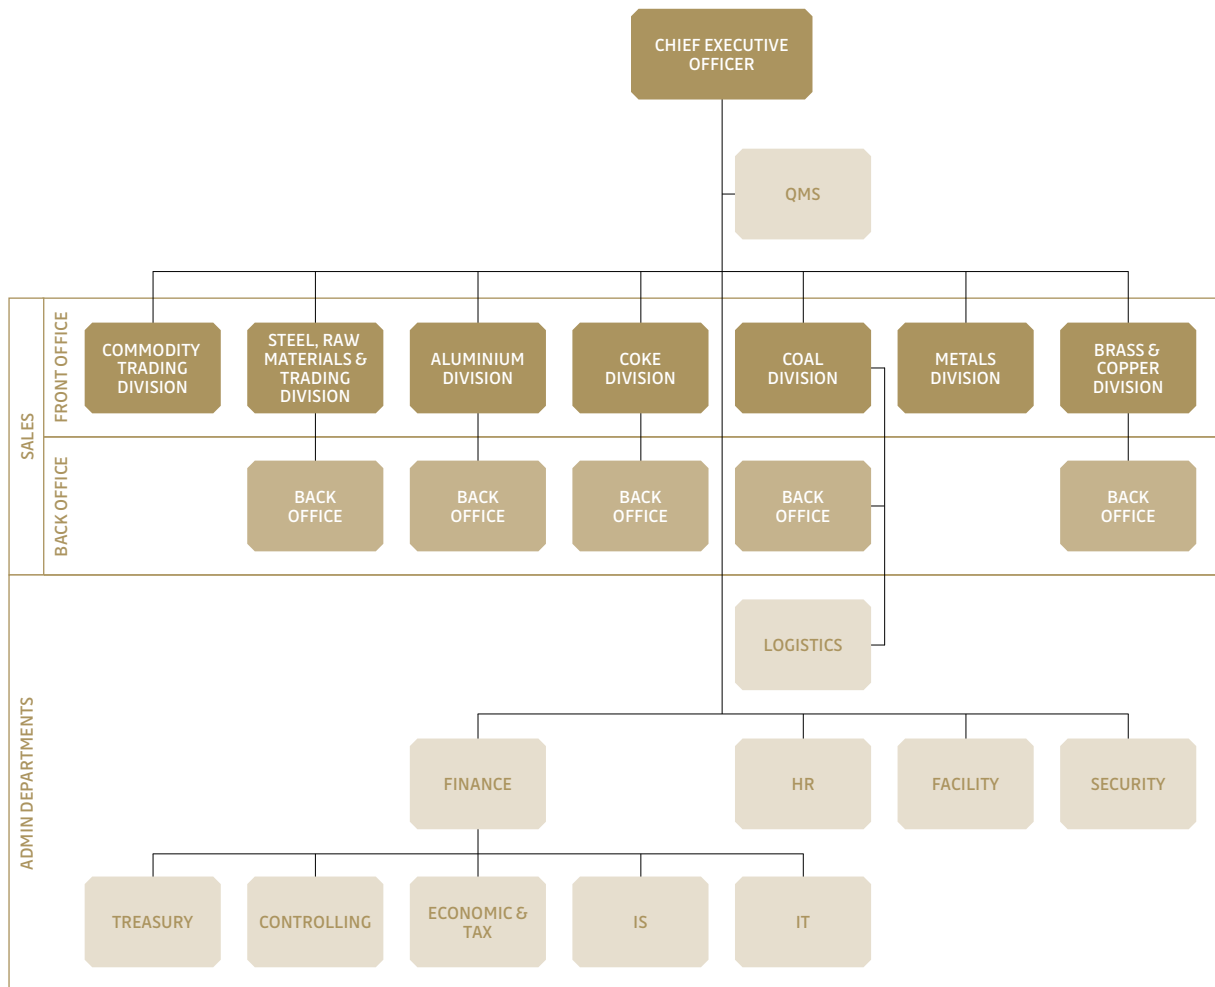 CHIEF EXECUTIVE
OFFICER
QMS
SALES
FRONT OFFICE
COMMODITY
TRADING
DIVISION
STEEL, RAW
MATERIALS &
TRADING
DIVISION
ALUMINIUM
DIVISION
COKE
DIVISION
COAL
DIVISION
METALS
DIVISION
BRASS &
COPPER
DIVISION
BACK OFFICE
BACK
OFFICE
BACK
OFFICE
BACK
OFFICE
BACK
OFFICE
BACK
OFFICE
ADMIN DEPARTMENTS
LOGISTICS
FINANCE
HR
FACILITY
SECURITY
TREASURY
CONTROLLING
ECONOMIC &
TAX
IS
IT